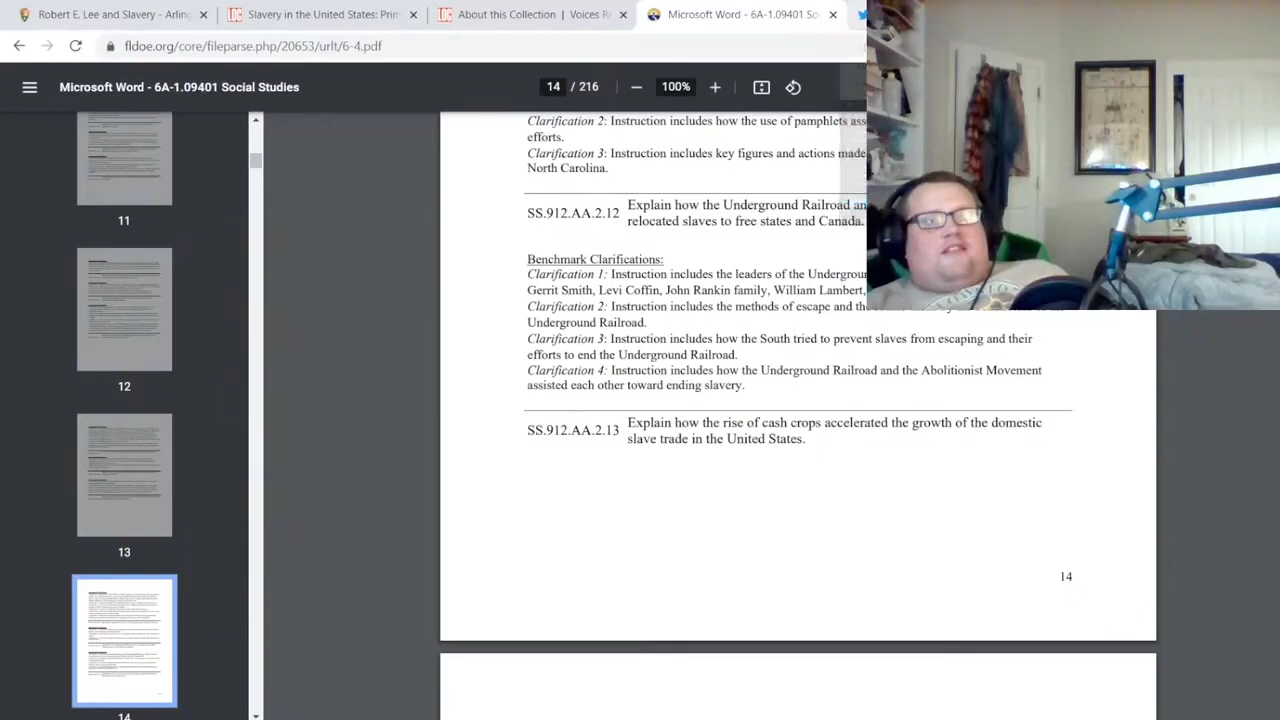 Robert E. Lee and Slavery - Arling
Slavery in the United States: Prim
About this Collection | Voices Re
Microsoft Word - 6A-1.09401 So
fldoe.org/core/fileparse.php/20653/urlt/6-4.pdf
Microsoft Word - 6A-1.09401 Social Studies
14 / 216
100%
11
12
13
14
Clarification 2: Instruction includes how the use of pamphlets ass
efforts.
Clarification 3: Instruction includes key figures and actions made
North Carolina.
SS.912.AA.2.12
Explain how the Underground Railroad an
relocated slaves to free states and Canada.
Benchmark Clarifications:
Clarification 1: Instruction includes the leaders of the Undergrour
Gerrit Smith, Levi Coffin, John Rankin family, William Lambert,
Clarification 2: Instruction includes the methods of escape and the
Underground Railroad.
Clarification 3: Instruction includes how the South tried to prevent slaves from escaping and their
efforts to end the Underground Railroad.
Clarification 4: Instruction includes how the Underground Railroad and the Abolitionist Movement
assisted each other toward ending slavery.
SS.912.AA.2.13
Explain how the rise of cash crops accelerated the growth of the domestic
slave trade in the United States.
14